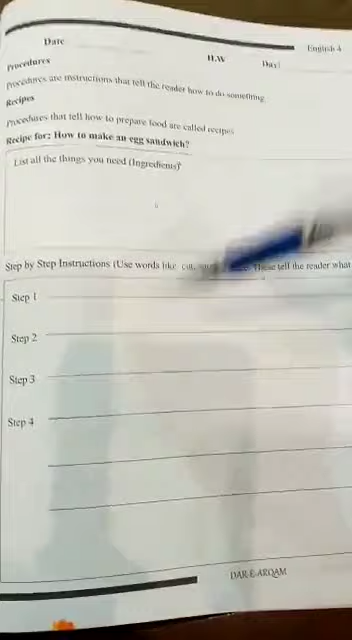 English 4
Date
H.W
Day:
Procedures
Procedures are instructions that tell the reader how to do something
Recipes
Procedures that tell how to prepare food are called recipes
Recipe for: How to make an egg sandwich?
List all the things you need (Ingredients)
Step by Step Instructions (Use words like cut, These tell the reader what
Step 1
Step 2
Step 3
Step 4
DAR-E-ARQAM